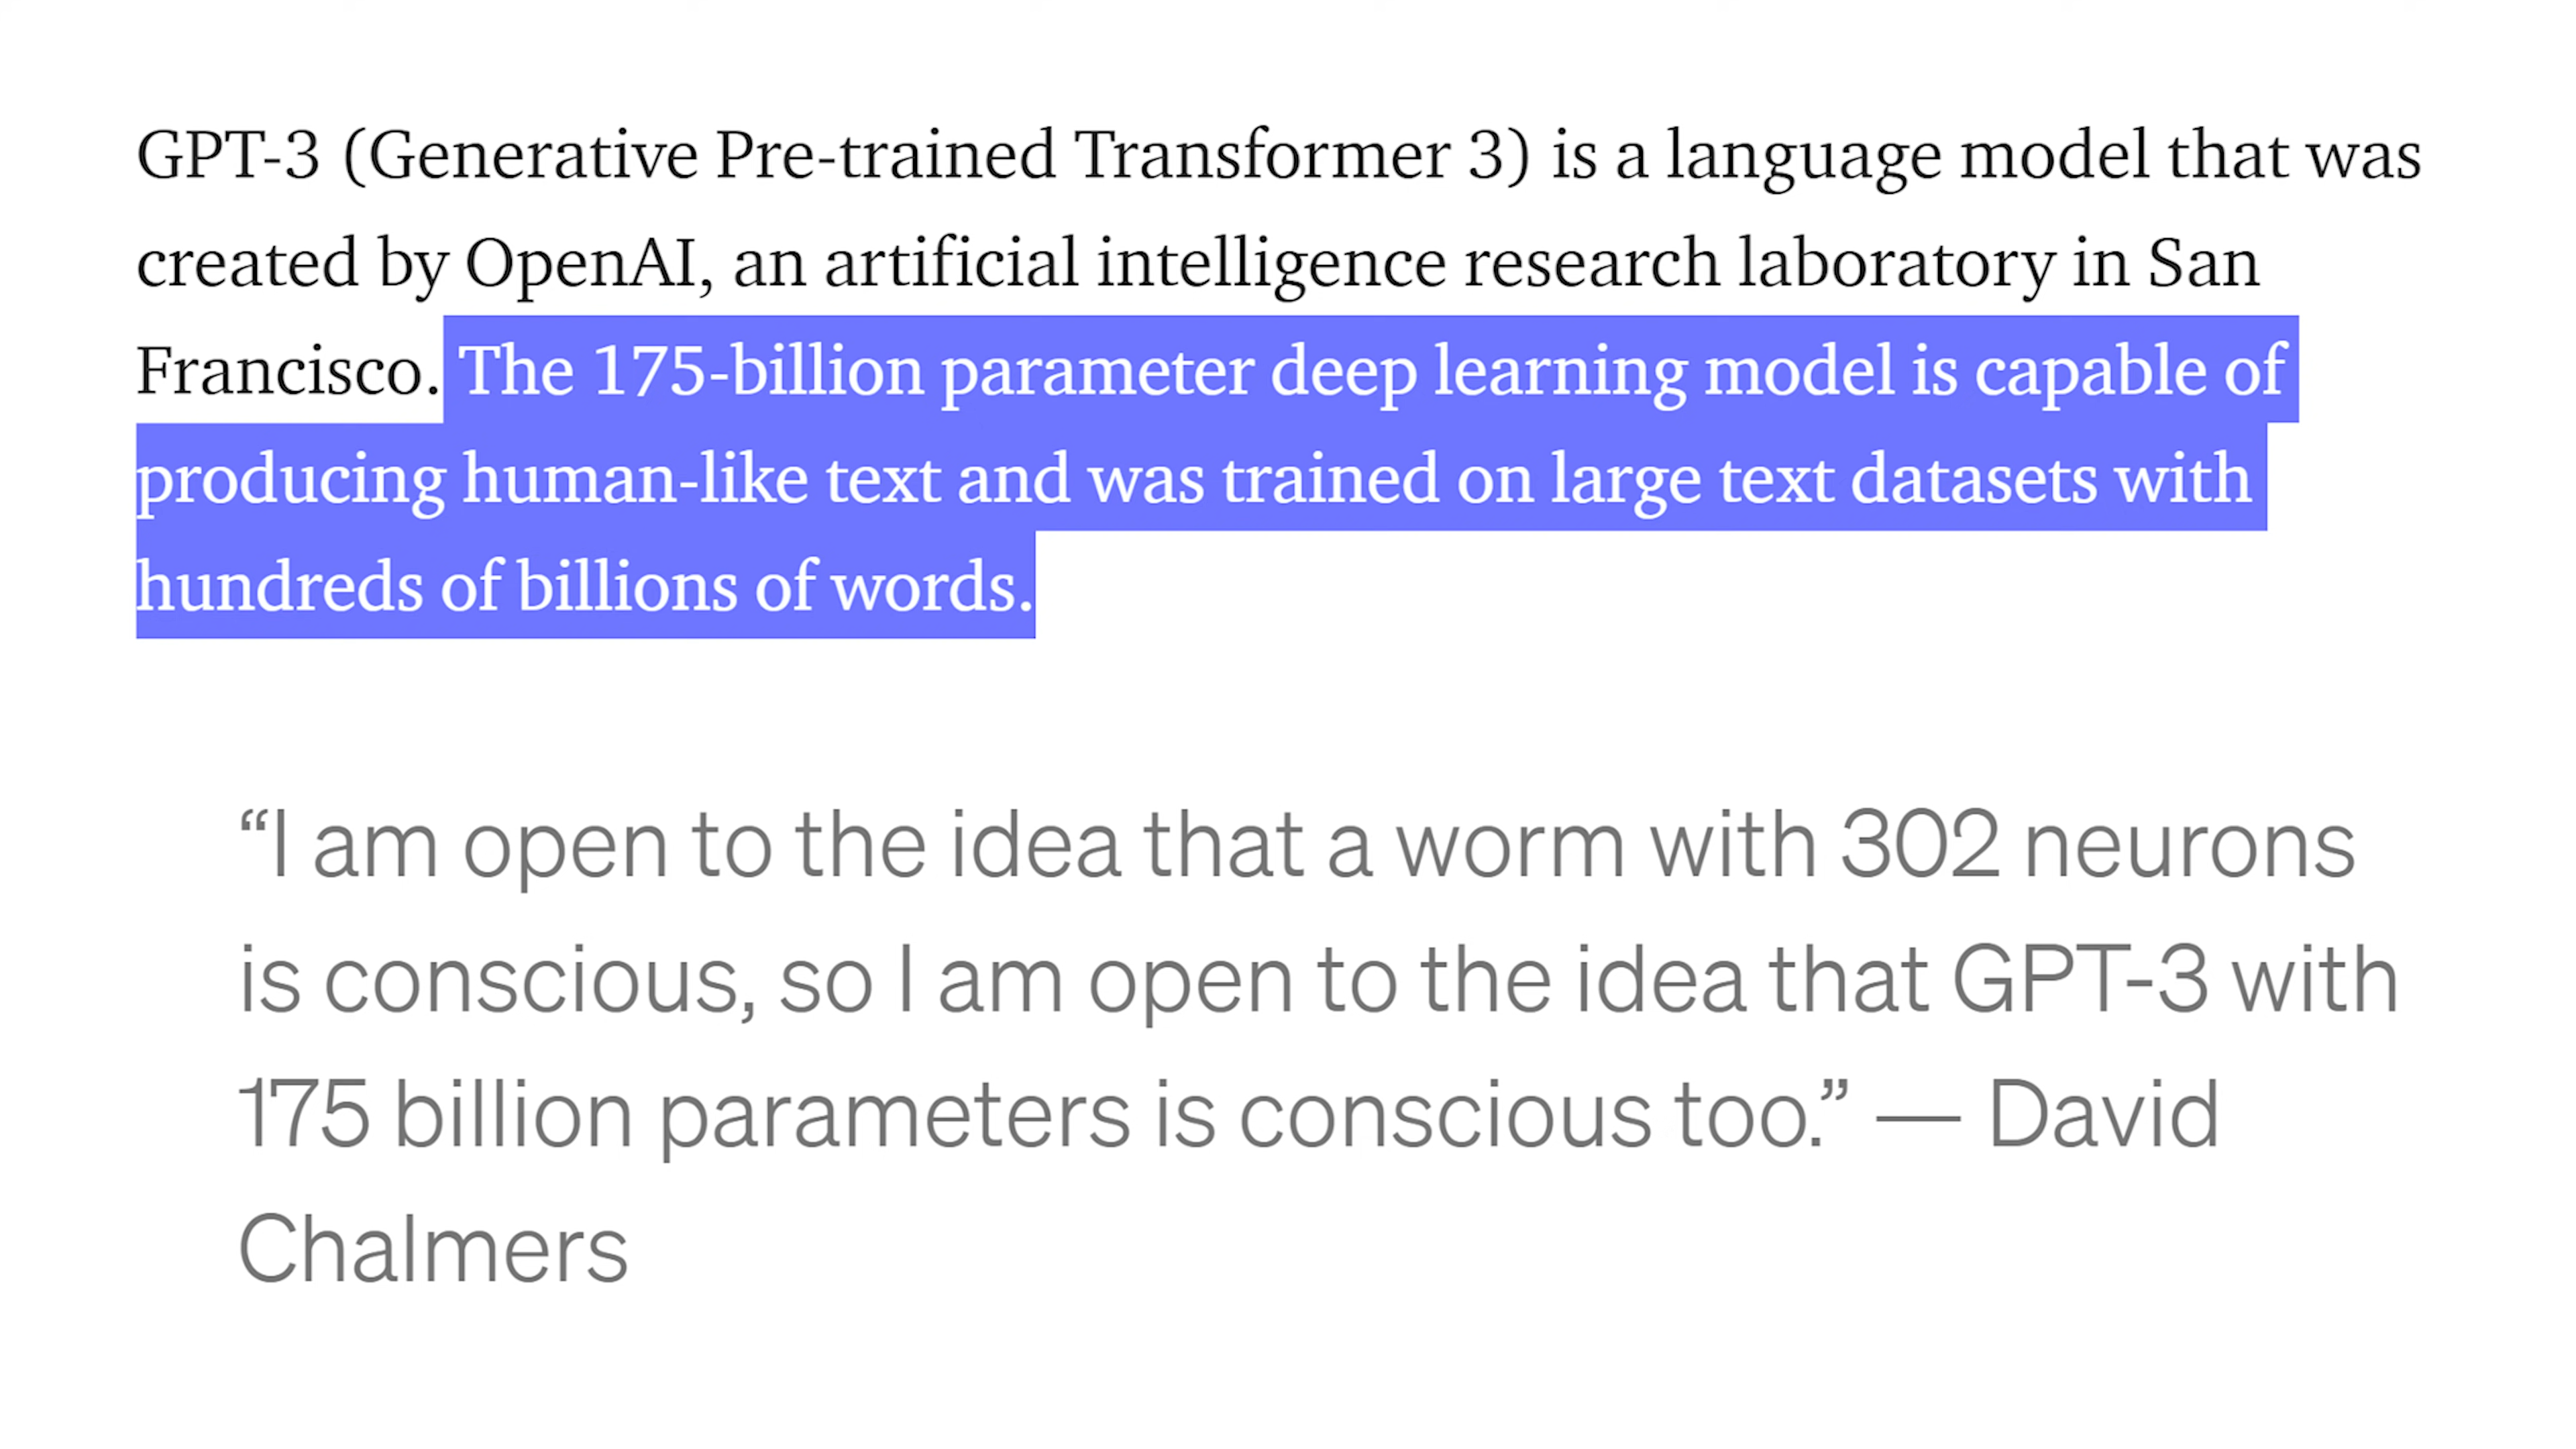 GPT-3 (Generative Pre-trained Transformer 3) is a language model that was
created by OpenAI, an artificial intelligence research laboratory in San
Francisco. The 175-billion parameter deep learning model is capable of
producing human-like text and was trained on large text datasets with
hundreds of billions of words.
“I am open to the idea that a worm with 302 neurons
is conscious, so I am open to the idea that GPT-3 with
175 billion parameters is conscious too.” — David
Chalmers